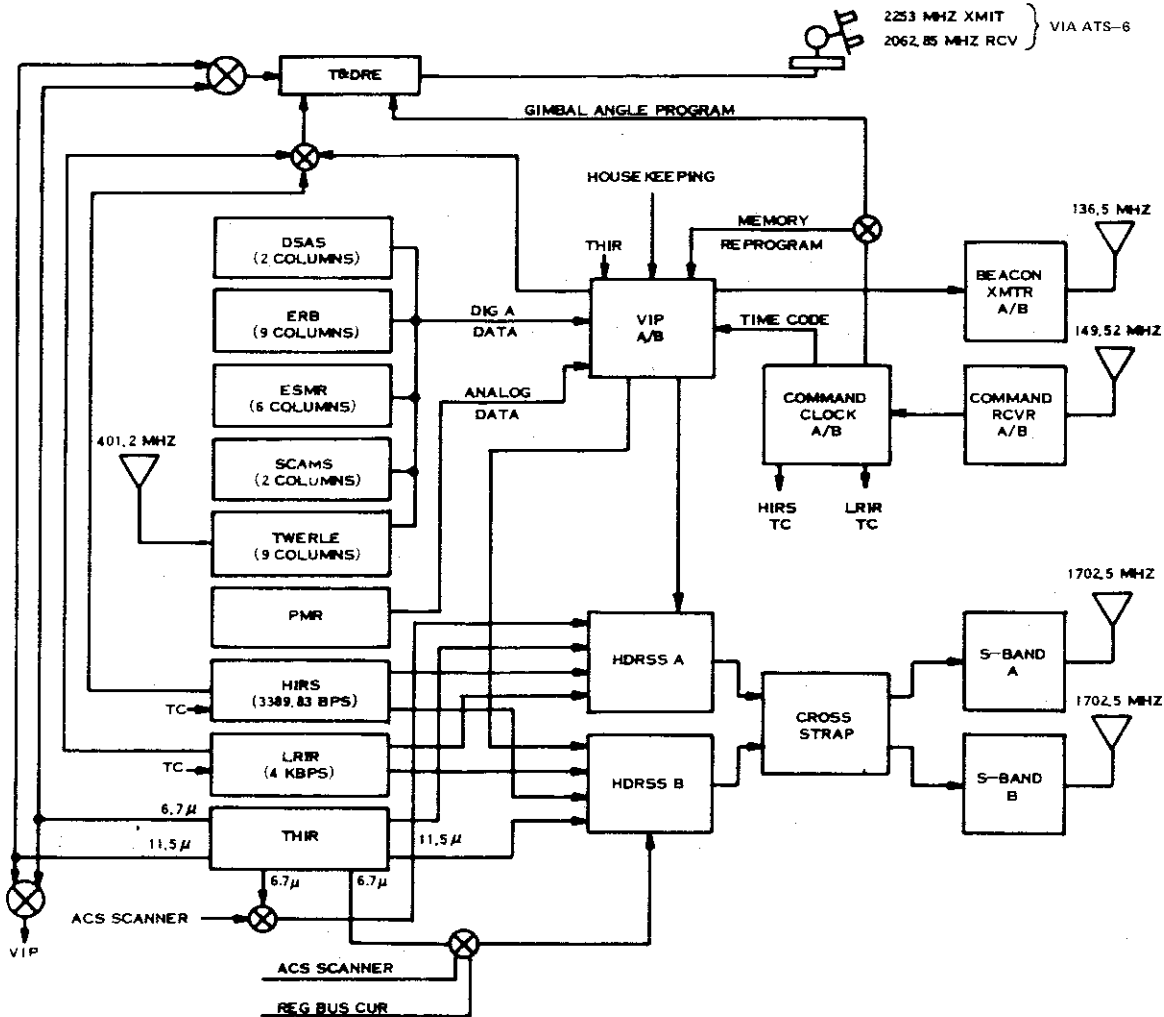 2253 MHZ XMIT
2062.85 MHZ RCV
VIA ATS-6
T&DRE
GIMBAL ANGLE PROGRAM
HOUSEKEEPING
MEMORY
REPROGRAM
THIR
136.5 MHZ
DSAS
(2 COLUMNS)
BEACON
XMTR
A/B
ERB
(9 COLUMNS)
DIG A
DATA
VIP
A/B
TIME CODE
149.52 MHZ
ESMR
(6 COLUMNS)
ANALOG
DATA
COMMAND
CLOCK
A/B
COMMAND
RCVR
A/B
401.2 MHZ
SCAMS
(2 COLUMNS)
HIRS
TC
LRIR
TC
TWERLE
(9 COLUMNS)
PMR
1702.5 MHZ
HIRS
(3389.83 BPS)
TC
HDRSS A
S-BAND
A
CROSS
STRAP
1702.5 MHZ
LRIR
(4 KBPS)
TC
HDRSS B
S-BAND
B
6.7μ
THIR
11.5μ
11.5μ
6.7μ
6.7μ
ACS SCANNER
VIP
ACS SCANNER
REG BUS CUR